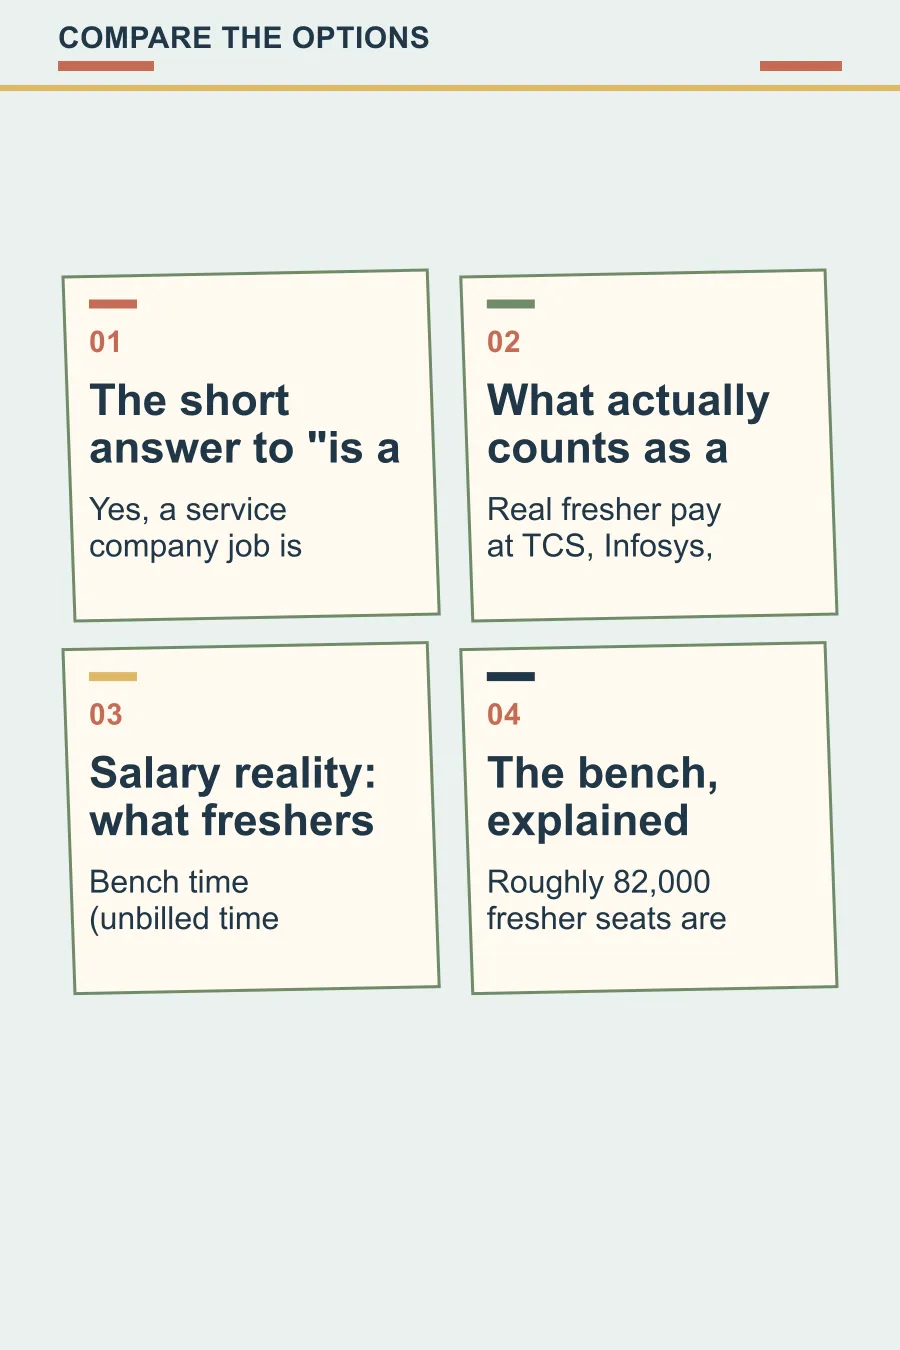 COMPARE THE OPTIONS
01
The short
answer to "is a
Yes, a service
company job is
02
What actually
counts as a
Real fresher pay
at TCS, Infosys,
03
Salary reality:
what freshers
Bench time
(unbilled time
04
The bench,
explained
Roughly 82,000
fresher seats are